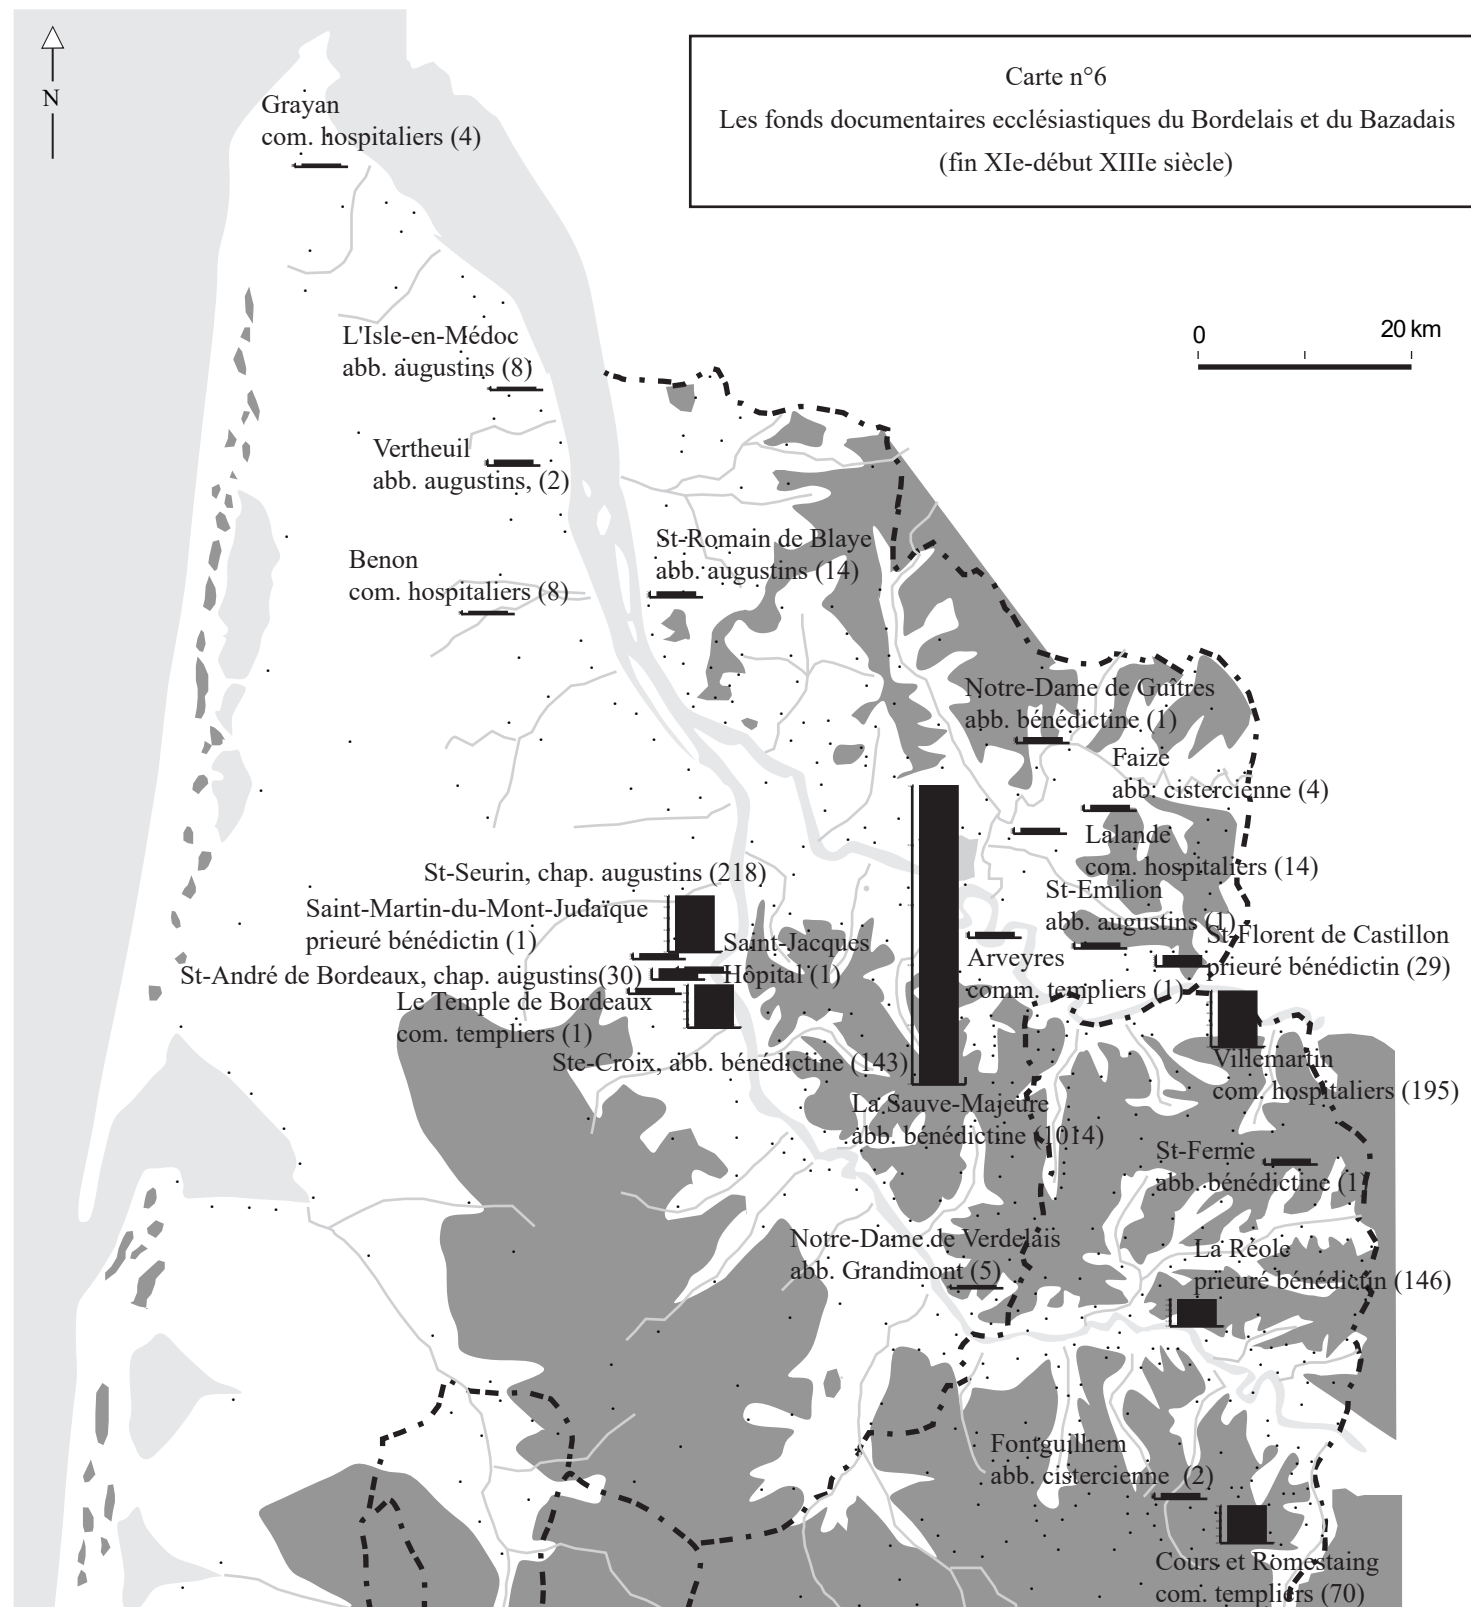 Carte n°6
Les fonds documentaires ecclésiastiques du Bordelais et du Bazadais
(fin XIe-début XIIIe siècle)
N
Grayan
com. hospitaliers (4)
0 20 km
L'Isle-en-Médoc
abb. augustins (8)
Vertheuil
abb. augustins, (2)
Benon
com. hospitaliers (8)
St-Romain de Blaye
abb. augustins (14)
Notre-Dame de Guîtres
abb. bénédictine (1)
Faize
abb. cistercienne (4)
Lalande
com. hospitaliers (14)
St-Emilion
abb. augustins (1)
St-Florent de Castillon
prieuré bénédictin (29)
St-Seurin, chap. augustins (218)
Saint-Martin-du-Mont-Judaïque
prieuré bénédictin (1)
Saint-Jacques
Hôpital (1)
St-André de Bordeaux, chap. augustins(30)
Le Temple de Bordeaux
com. templiers (1)
Ste-Croix, abb. bénédictine (143)
Arveyres
comm. templiers (1)
Villemartin
com. hospitaliers (195)
La Sauve-Majeure
abb. bénédictine (1014)
St-Ferme
abb. bénédictine (1)
Notre-Dame de Verdelais
abb. Grandmont (5)
La Réole
prieuré bénédictin (146)
Fontguilhem
abb. cistercienne (2)
Cours et Romestaing
com. templiers (70)